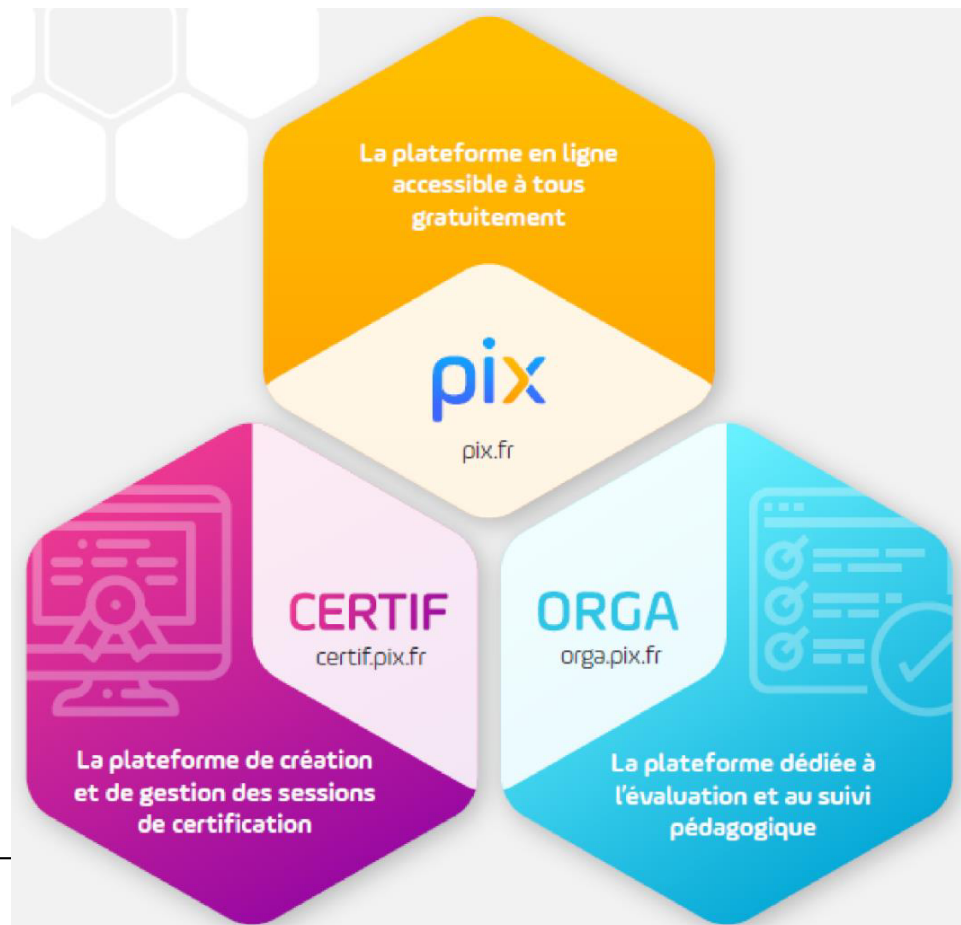 La plateforme en ligne
accessible à tous
gratuitement
pix
pix.fr
CERTIF
certif.pix.fr
La plateforme de création
et de gestion des sessions
de certification
ORGA
orga.pix.fr
La plateforme dédiée à
l'évaluation et au suivi
pédagogique